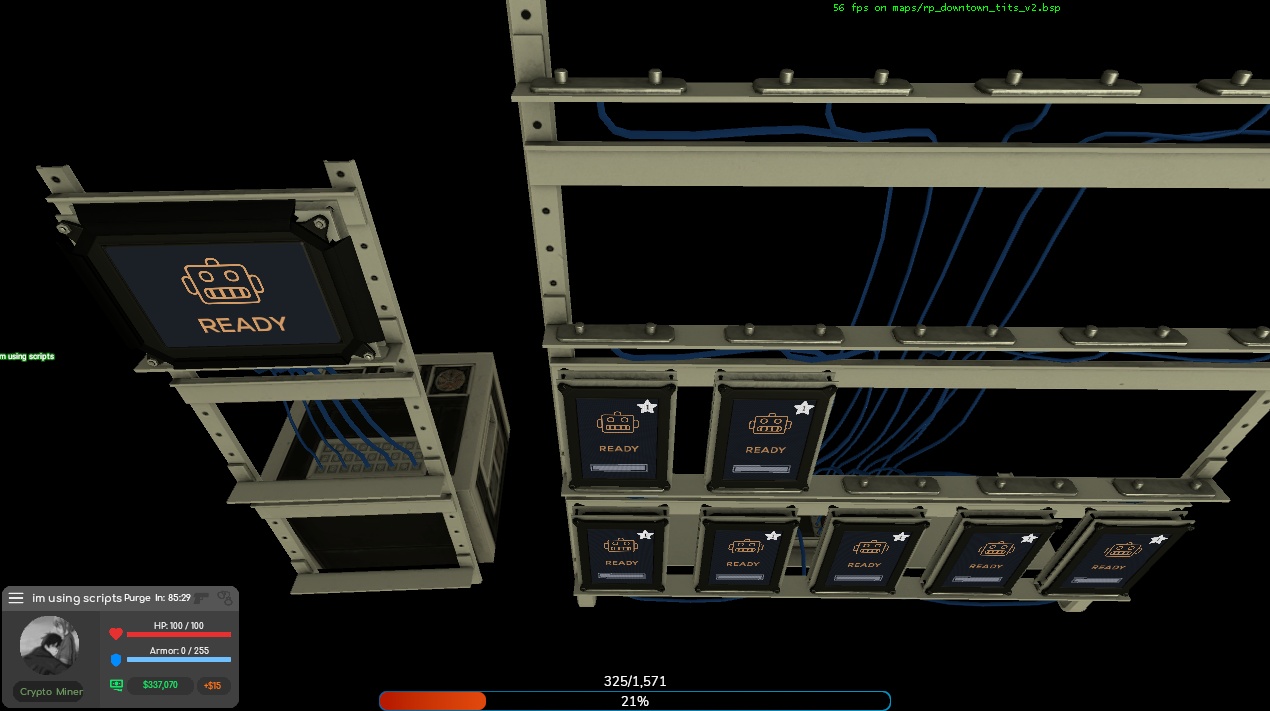 56 fps on maps/rp_downtown_tits_v2.bsp
READY
m using scripts
READY
READY
READY
READY
READY
READY
READY
im using scripts Purge In: 85:29
HP: 100 / 100
Armor: 0 / 255
Crypto Miner
$337,070
+$15
325/1,571
21%